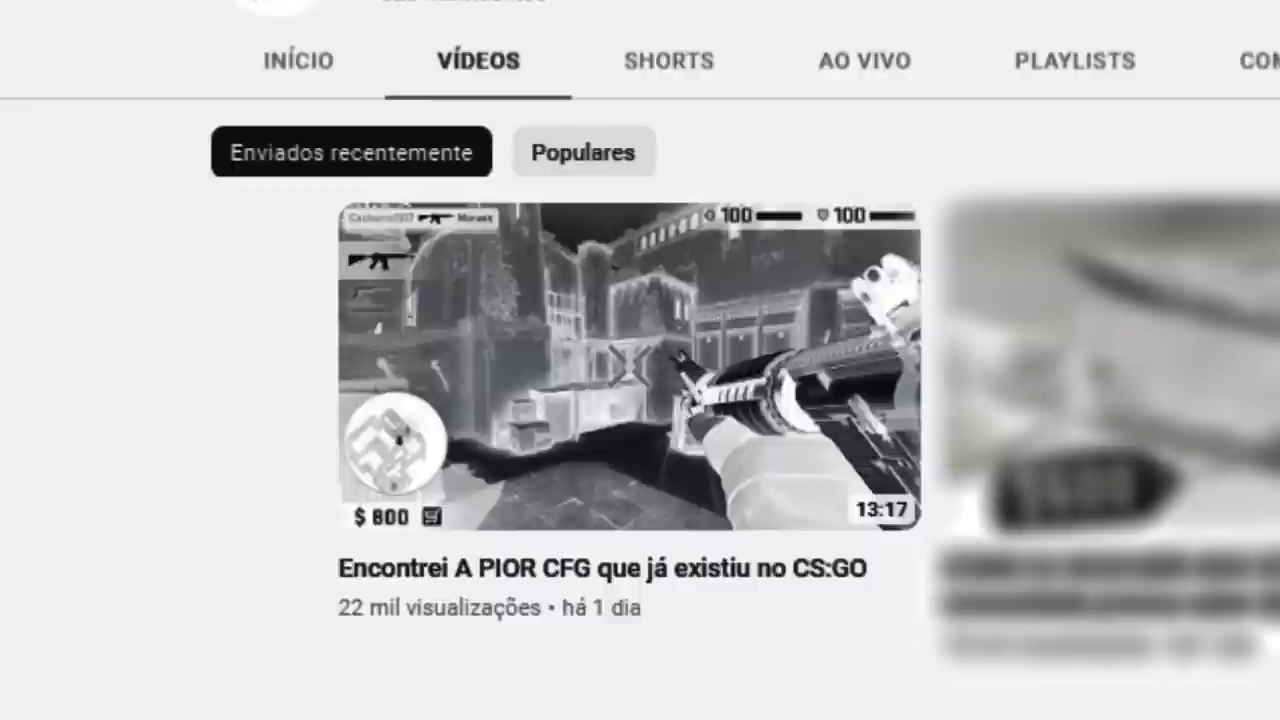 INÍCIO VÍDEOS SHORTS AO VIVO PLAYLISTS COM
Enviados recentemente Populares
100 100
$ 800
13:17
Encontrei A PIOR CFG que já existiu no CS:GO
22 mil visualizações • há 1 dia